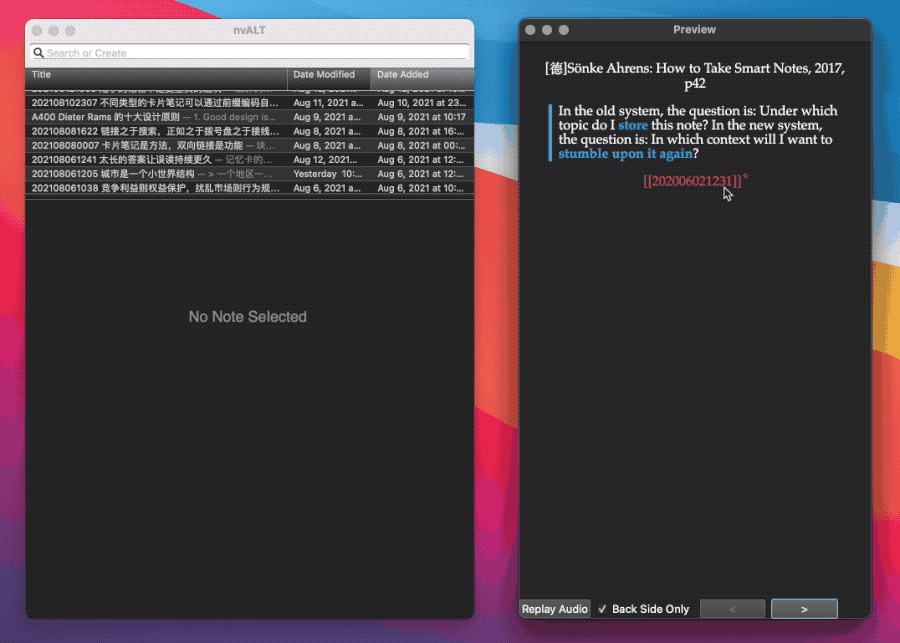 nvALT
Search or Create
Title Date Modified Date Added
202108102307 不同类型的卡片笔记可以通过前缀编码自... Aug 11, 2021 a... Aug 10, 2021 at 23...
A400 Dieter Rams 的十大设计原则 — 1. Good design is... Aug 9, 2021 a... Aug 9, 2021 at 10:17
202108081622 链接之于搜索，正如之于拨号盘之于接线... Aug 8, 2021 a... Aug 8, 2021 at 16:...
202108080007 卡片笔记是方法，双向链接是功能 — 块... Aug 8, 2021 a... Aug 8, 2021 at 00:...
202108061241 太长的答案让误读持续更久 — 记忆卡的... Aug 12, 2021... Aug 6, 2021 at 12:...
202108061205 城市是一个小世界结构 — > 一个地区一... Yesterday 10:... Aug 6, 2021 at 12:...
202108061038 竞争利益则权益保护，扰乱市场则行为规... Aug 6, 2021 a... Aug 6, 2021 at 10:...
No Note Selected
Preview
[德]Sönke Ahrens: How to Take Smart Notes, 2017,
p42
In the old system, the question is: Under which
topic do I store this note? In the new system,
the question is: In which context will I want to
stumble upon it again?
[[202006021231]]°
Replay Audio ✓ Back Side Only < >